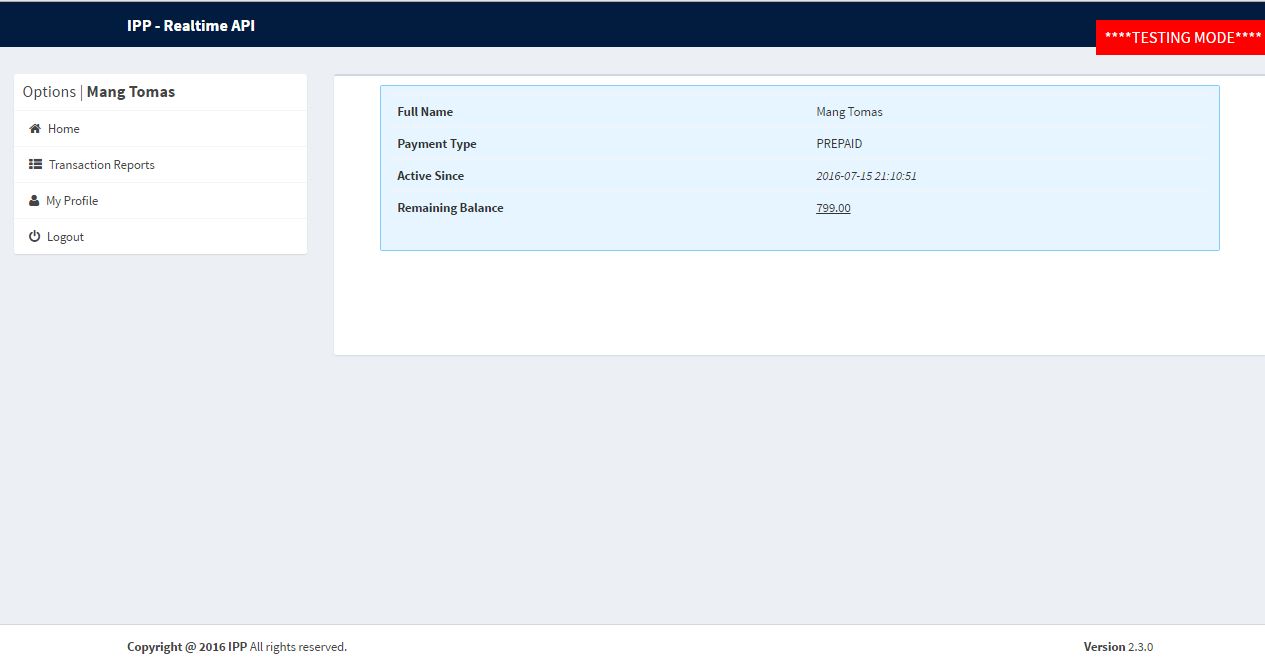 IPP - Realtime API
****TESTING MODE****
Options | Mang Tomas
Home
Transaction Reports
My Profile
Logout
Full Name Mang Tomas
Payment Type PREPAID
Active Since 2016-07-15 21:10:51
Remaining Balance 799.00
Copyright @ 2016 IPP All rights reserved.
Version 2.3.0